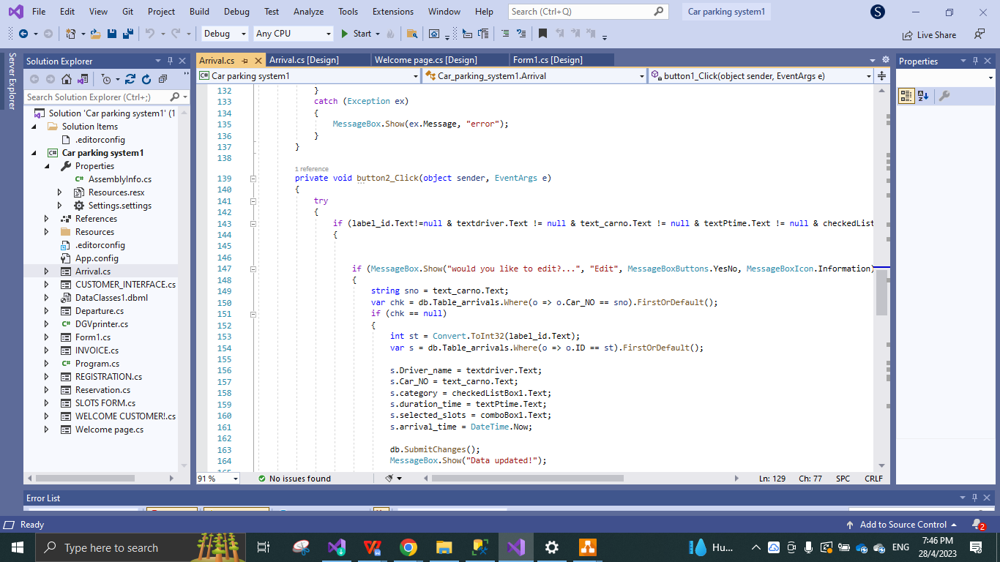 File Edit View Git Project Build Debug Test Analyze Tools Extensions Window Help Search (Ctrl+Q) Car parking system1 S
Debug Any CPU Start Live Share
Server Explorer
Solution Explorer
Search Solution Explorer (Ctrl+;)
Solution 'Car parking system1' (1
Solution Items
.editorconfig
Car parking system1
Properties
AssemblyInfo.cs
Resources.resx
Settings.settings
References
Resources
.editorconfig
App.config
Arrival.cs
CUSTOMER_INTERFACE.cs
DataClasses1.dbml
Departure.cs
DGVprinter.cs
Form1.cs
INVOICE.cs
Program.cs
REGISTRATION.cs
Reservation.cs
SLOTS FORM.cs
WELCOME CUSTOMER!.cs
Welcome page.cs
Arrival.cs Arrival.cs [Design] Welcome page.cs [Design] Form1.cs [Design]
Car parking system1 Car_parking_system1.Arrival button1_Click(object sender, EventArgs e)
132 }
133 catch (Exception ex)
134 {
135 MessageBox.Show(ex.Message, "error");
136 }
137 }
138
1 reference
139 private void button2_Click(object sender, EventArgs e)
140 {
141 try
142 {
143 if (label_id.Text!=null & textdriver.Text != null & text_carno.Text != null & textPtime.Text != null & checkedList
144 {
145
146
147 if (MessageBox.Show("would you like to edit?...", "Edit", MessageBoxButtons.YesNo, MessageBoxIcon.Information)
148 {
149 string sno = text_carno.Text;
150 var chk = db.Table_arrivals.Where(o => o.Car_NO == sno).FirstOrDefault();
151 if (chk == null)
152 {
153 int st = Convert.ToInt32(label_id.Text);
154 var s = db.Table_arrivals.Where(o => o.ID == st).FirstOrDefault();
155
156 s.Driver_name = textdriver.Text;
157 s.Car_NO = text_carno.Text;
158 s.category = checkedListBox1.Text;
159 s.duration_time = textPtime.Text;
160 s.selected_slots = comboBox1.Text;
161 s.arrival_time = DateTime.Now;
162
163 db.SubmitChanges();
164 MessageBox.Show("Data updated!");
91 % No issues found Ln: 129 Ch: 77 SPC CRLF
Properties
Error List
Ready Add to Source Control 2
Type here to search Hu... ENG 7:46 PM
28/4/2023